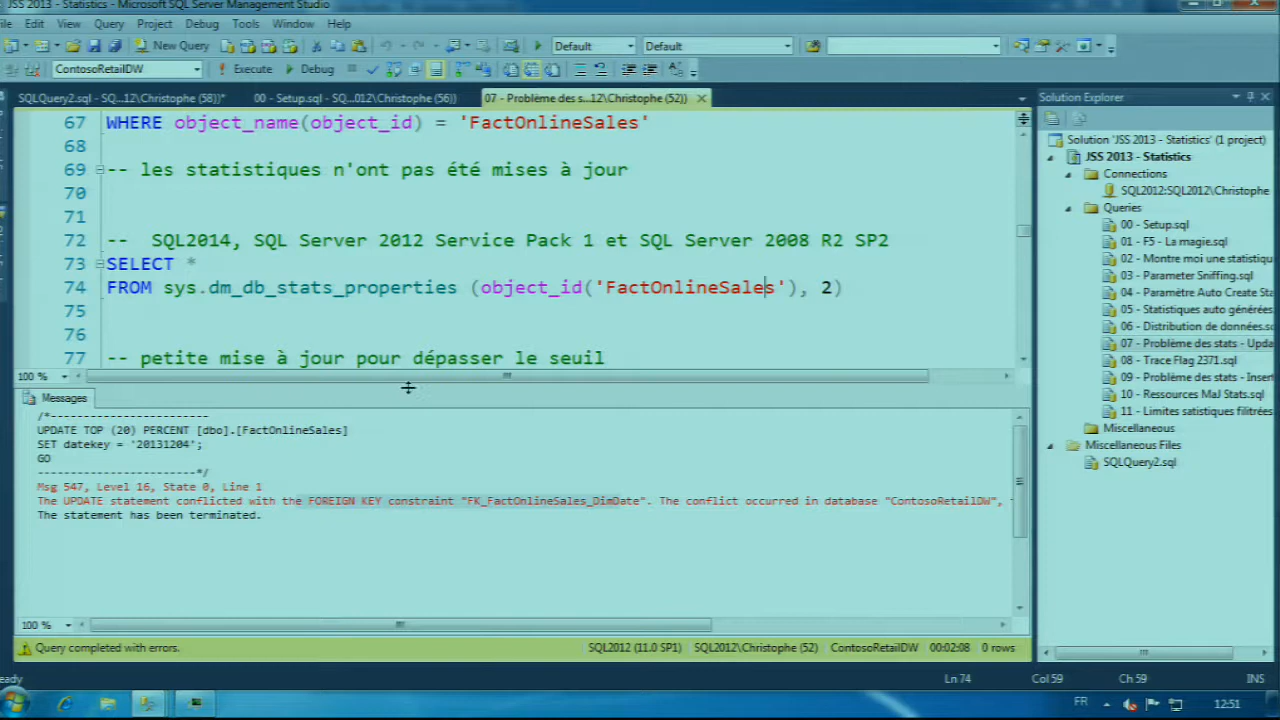 JSS 2013 - Statistics - Microsoft SQL Server Management Studio
File Edit View Query Project Debug Tools Window Help
New Query Default Default
ContosoRetailDW Execute Debug
SQLQuery2.sql - SQ...12\Christophe (58))* 00 - Setup.sql - SQ...012\Christophe (56)) 07 - Problème des s...12\Christophe (52))
67 WHERE object_name(object_id) = 'FactOnlineSales'
68
69 -- les statistiques n'ont pas été mises à jour
70
71
72 -- SQL2014, SQL Server 2012 Service Pack 1 et SQL Server 2008 R2 SP2
73 SELECT *
74 FROM sys.dm_db_stats_properties (object_id('FactOnlineSales'), 2)
75
76
77 -- petite mise à jour pour dépasser le seuil
100 %
Messages
/*-----------------------
UPDATE TOP (20) PERCENT [dbo].[FactOnlineSales]
SET datekey = '20131204';
GO
-----------------------*/
Msg 547, Level 16, State 0, Line 1
The UPDATE statement conflicted with the FOREIGN KEY constraint "FK_FactOnlineSales_DimDate". The conflict occurred in database "ContosoRetailDW",
The statement has been terminated.
100 %
Query completed with errors. SQL2012 (11.0 SP1) SQL2012\Christophe (52) ContosoRetailDW 00:02:08 0 rows
Solution Explorer
Solution 'JSS 2013 - Statistics' (1 project)
JSS 2013 - Statistics
Connections
SQL2012:SQL2012\Christophe
Queries
00 - Setup.sql
01 - F5 - La magie.sql
02 - Montre moi une statistiqu
03 - Parameter Sniffing.sql
04 - Paramètre Auto Create Sta
05 - Statistiques auto générées
06 - Distribution de données.s
07 - Problème des stats - Upda
08 - Trace Flag 2371.sql
09 - Problème des stats - Inser
10 - Ressources MaJ Stats.sql
11 - Limites satistiques filtrées
Miscellaneous
Miscellaneous Files
SQLQuery2.sql
eady Ln 74 Col 59 Ch 59 INS
FR 12:51